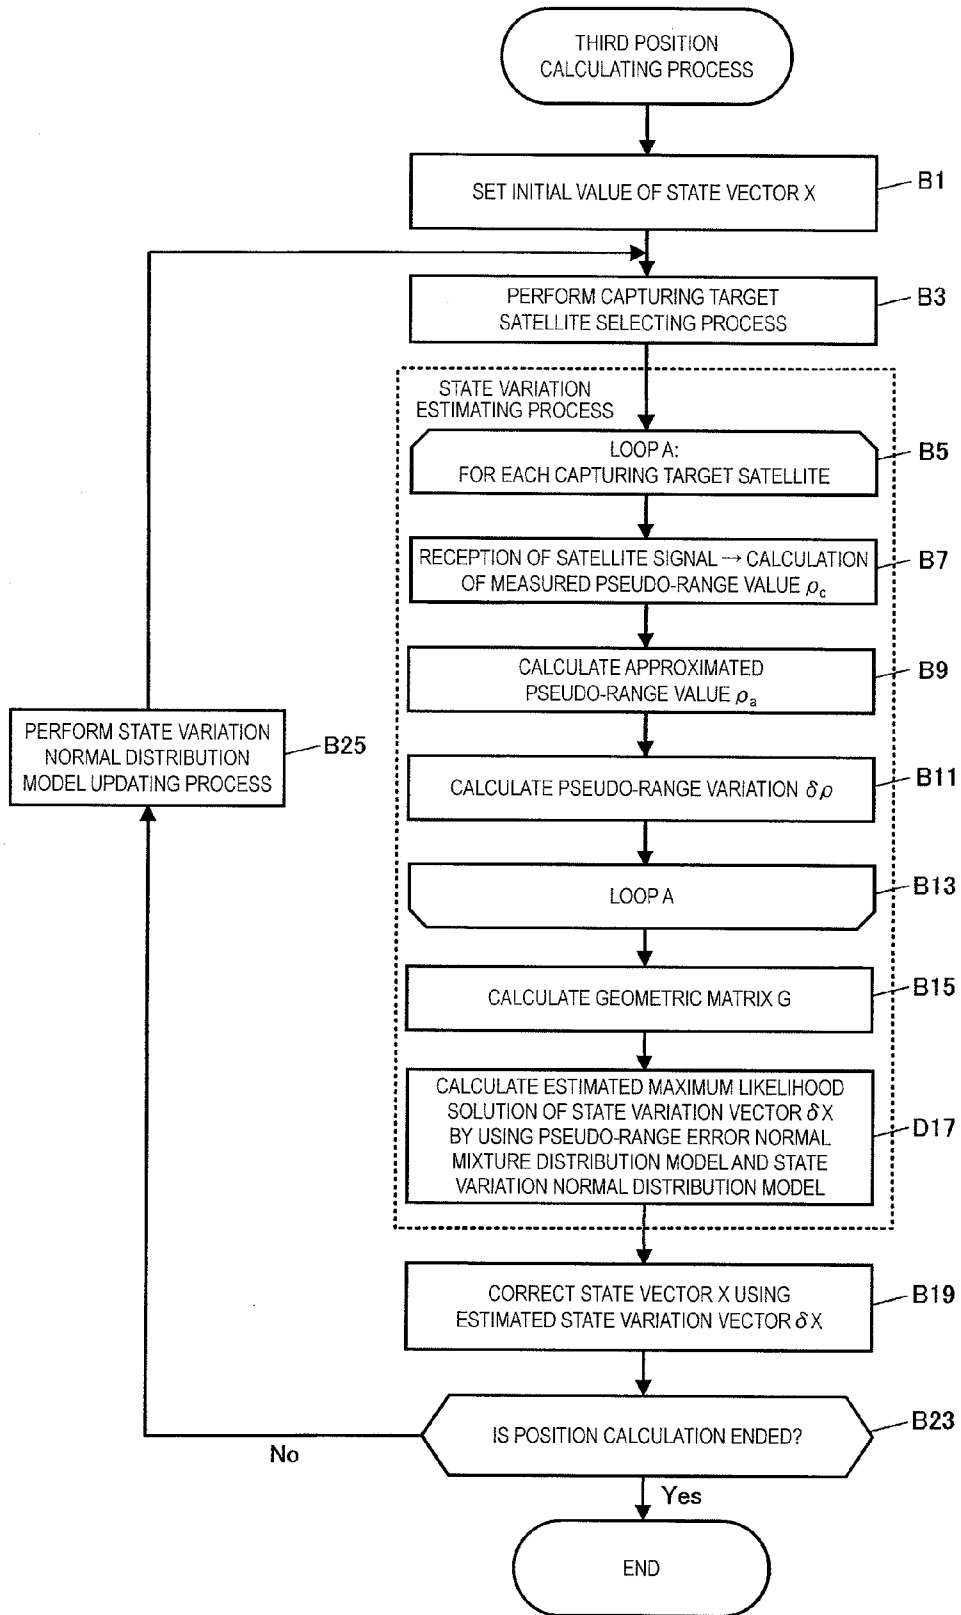 THIRD POSITION
CALCULATING PROCESS
SET INITIAL VALUE OF STATE VECTOR X
B1
PERFORM CAPTURING TARGET
SATELLITE SELECTING PROCESS
B3
STATE VARIATION
ESTIMATING PROCESS
LOOP A:
FOR EACH CAPTURING TARGET SATELLITE
B5
RECEPTION OF SATELLITE SIGNAL → CALCULATION
OF MEASURED PSEUDO-RANGE VALUE ρc
B7
CALCULATE APPROXIMATED
PSEUDO-RANGE VALUE ρa
B9
CALCULATE PSEUDO-RANGE VARIATION δρ
B11
LOOP A
B13
CALCULATE GEOMETRIC MATRIX G
B15
CALCULATE ESTIMATED MAXIMUM LIKELIHOOD
SOLUTION OF STATE VARIATION VECTOR δX
BY USING PSEUDO-RANGE ERROR NORMAL
MIXTURE DISTRIBUTION MODEL AND STATE
VARIATION NORMAL DISTRIBUTION MODEL
D17
CORRECT STATE VECTOR X USING
ESTIMATED STATE VARIATION VECTOR δX
B19
IS POSITION CALCULATION ENDED?
B23
No
Yes
PERFORM STATE VARIATION
NORMAL DISTRIBUTION
MODEL UPDATING PROCESS
B25
END